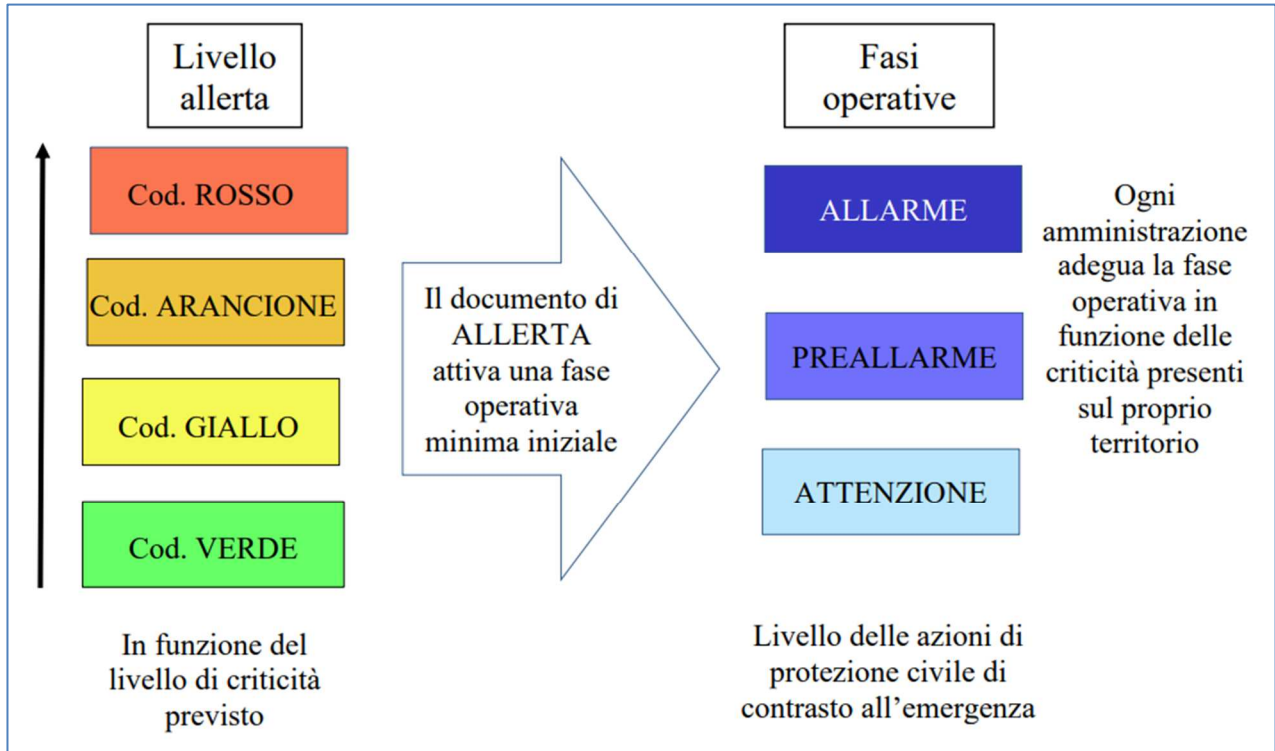 Livello
allerta
Cod. ROSSO
Cod. ARANCIONE
Cod. GIALLO
Cod. VERDE
In funzione del
livello di criticità
previsto
Il documento di
ALLERTA
attiva una fase
operativa
minima iniziale
Fasi
operative
ALLARME
PREALLARME
ATTENZIONE
Livello delle azioni di
protezione civile di
contrasto all’emergenza
Ogni
amministrazione
adegua la fase
operativa in
funzione delle
criticità presenti
sul proprio
territorio